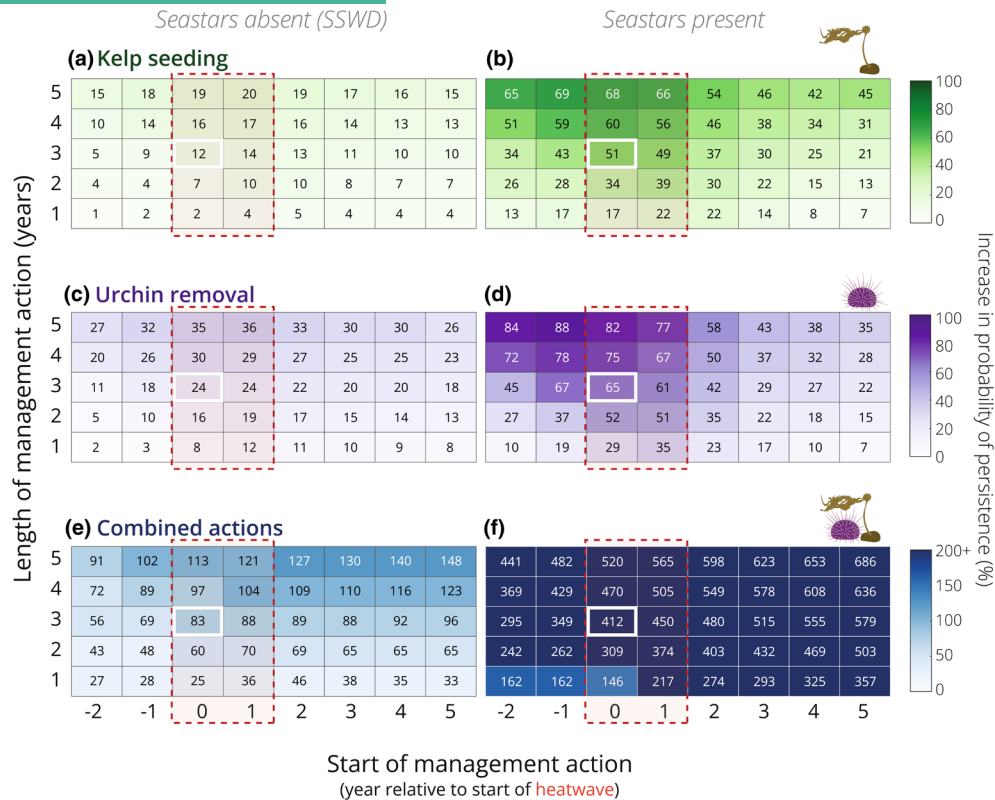 Seastars absent (SSWD) Seastars present
(a) Kelp seeding (b)
5 15 18 19 20 19 17 16 15 65 69 68 66 54 46 42 45 100
4 10 14 16 17 16 14 13 13 51 59 60 56 46 38 34 31 80
3 5 9 12 14 13 11 10 10 34 43 51 49 37 30 25 21 60
2 4 4 7 10 10 8 7 7 26 28 34 39 30 22 15 13 40
1 1 2 2 4 5 4 4 4 13 17 17 22 22 14 8 7 20
0
(c) Urchin removal (d)
5 27 32 35 36 33 30 30 26 84 88 82 77 58 43 38 35 100
4 20 26 30 29 27 25 25 23 72 78 75 67 50 37 32 28 80
3 11 18 24 24 22 20 20 18 45 67 65 61 42 29 27 22 60
2 5 10 16 19 17 15 14 13 27 37 52 51 35 22 18 15 40
1 2 3 8 12 11 10 9 8 10 19 29 35 23 17 10 7 20
0
(e) Combined actions (f)
5 91 102 113 121 127 130 140 148 441 482 520 565 598 623 653 686 200+
4 72 89 97 104 109 110 116 123 369 429 470 505 549 578 608 636 150
3 56 69 83 88 89 88 92 96 295 349 412 450 480 515 555 579 100
2 43 48 60 70 69 65 65 65 242 262 309 374 403 432 469 503 50
1 27 28 25 36 46 38 35 33 162 162 146 217 274 293 325 357 0
-2 -1 0 1 2 3 4 5 -2 -1 0 1 2 3 4 5
Length of management action (years)
Increase in probability of persistence (%)
Start of management action
(year relative to start of heatwave)